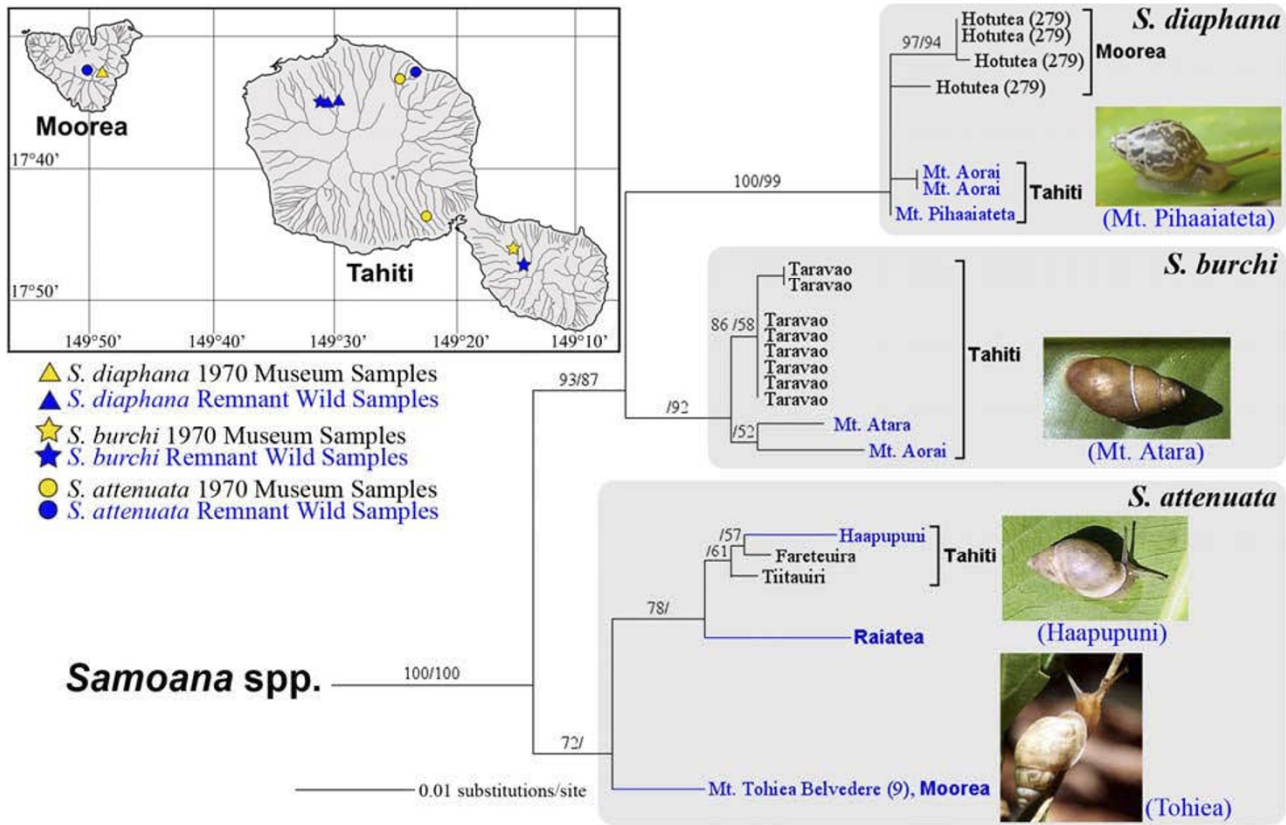 Moorea
Tahiti
17°40'
17°50'
149°50'
149°40'
149°30'
149°20'
149°10'
S. diaphana 1970 Museum Samples
S. diaphana Remnant Wild Samples
S. burchi 1970 Museum Samples
S. burchi Remnant Wild Samples
S. attenuata 1970 Museum Samples
S. attenuata Remnant Wild Samples
Samoana spp.
100/100
0.01 substitutions/site
93/87
100/99
S. diaphana
97/94
Hotutea (279)
Hotutea (279)
Hotutea (279)
Hotutea (279)
Moorea
Mt. Aorai
Mt. Aorai
Mt. Pihaaiateta
Tahiti
(Mt. Pihaaiateta)
S. burchi
/92
86 /58
Taravao
Taravao
Taravao
Taravao
Taravao
Taravao
Taravao
Taravao
/52
Mt. Atara
Mt. Aorai
Tahiti
(Mt. Atara)
S. attenuata
72/
78/
/61
/57
Haapupuni
Fareteuira
Tiitauiri
Tahiti
(Haapupuni)
Raiatea
Mt. Tohiea Belvedere (9), Moorea
(Tohiea)